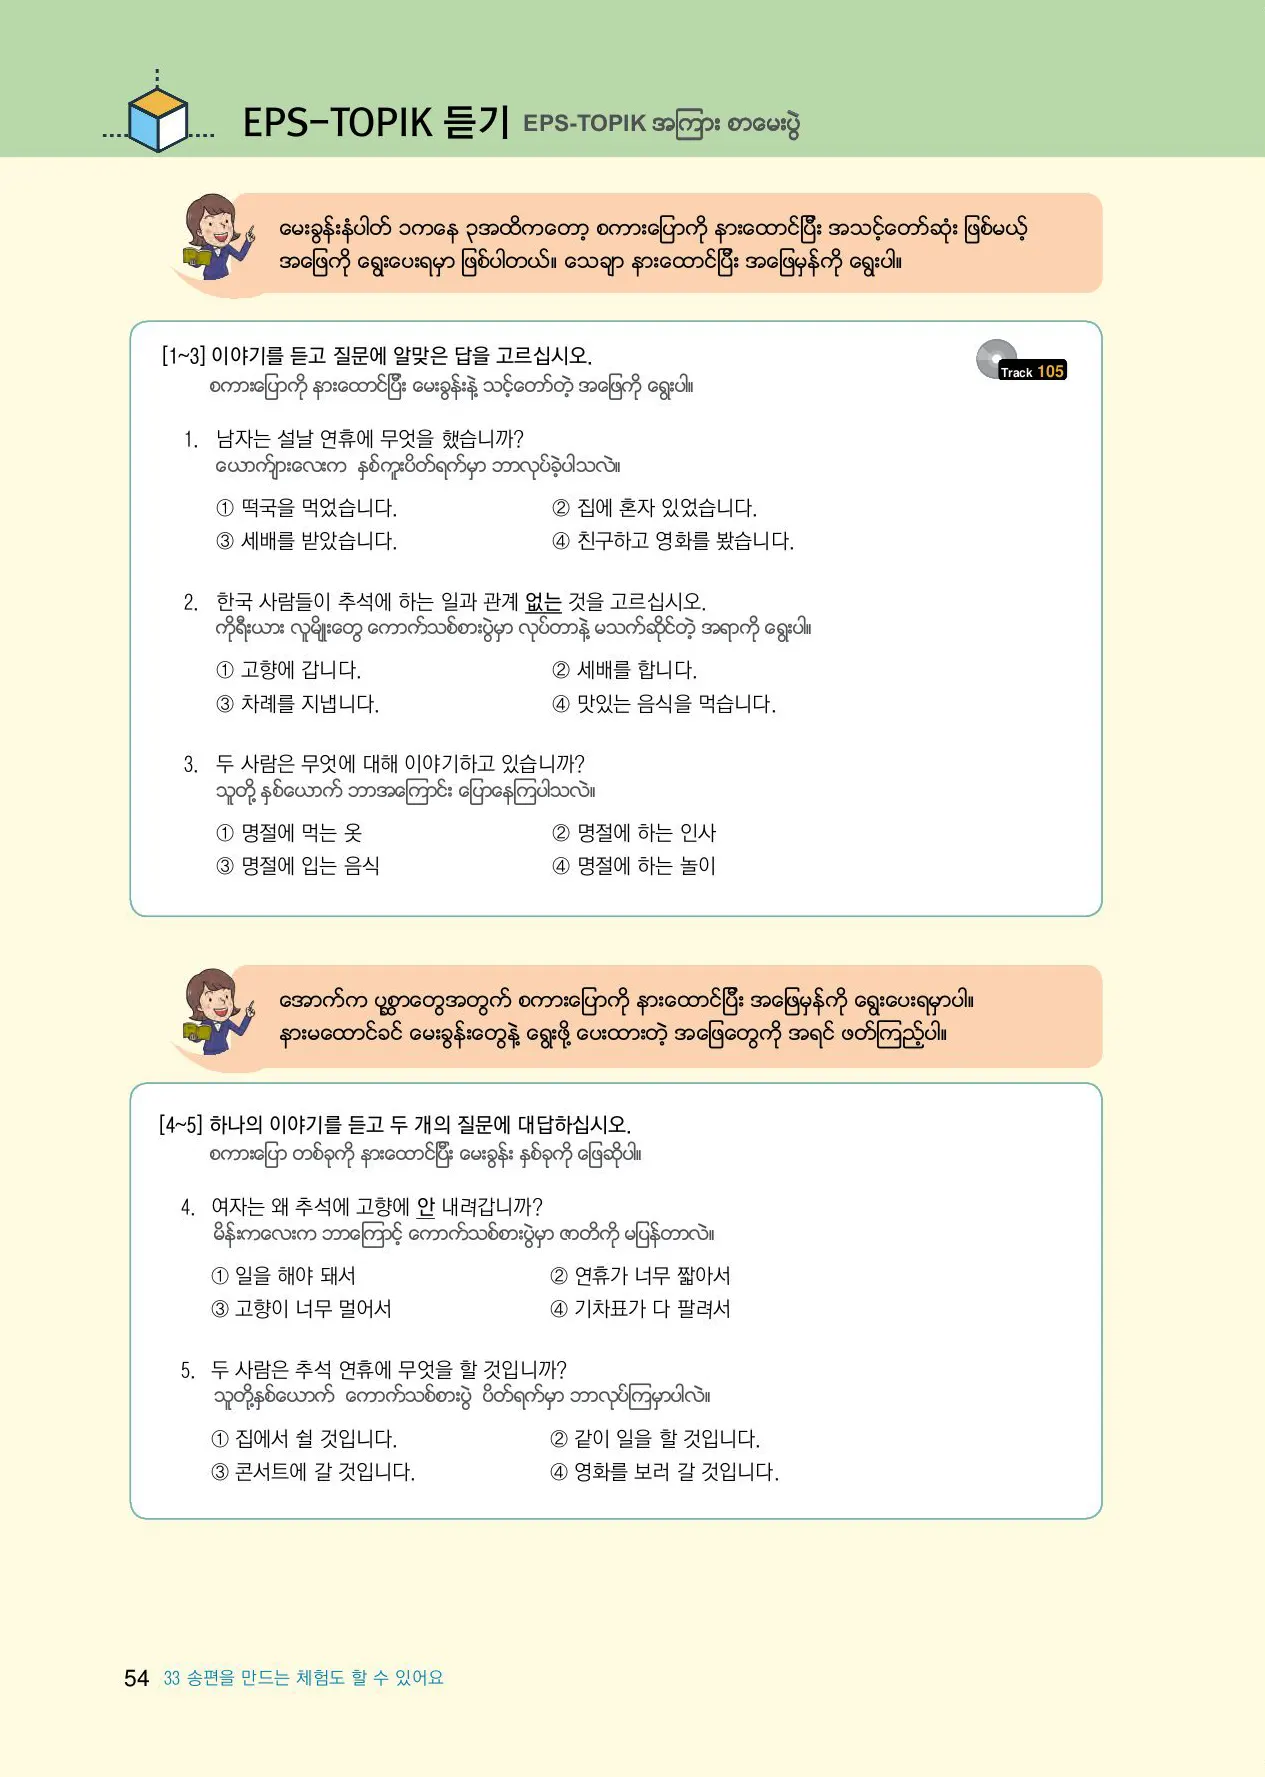 EPS-TOPIK 듣기 EPS-TOPIK အကြား စာမေးပွဲ
မေးခွန်းနံပါတ် ၁ကနေ ၃အထိကတော့ စကားပြောကို နားထောင်ပြီး အသင့်တော်ဆုံး ဖြစ်မယ့်
အဖြေကို ရွေးပေးရမှာ ဖြစ်ပါတယ်။ သေချာ နားထောင်ပြီး အဖြေမှန်ကို ရွေးပါ။
[1~3] 이야기를 듣고 질문에 알맞은 답을 고르십시오.
Track 105
စကားပြောကို နားထောင်ပြီး မေးခွန်းနဲ့ သင့်တော်တဲ့ အဖြေကို ရွေးပါ။
1. 남자는 설날 연휴에 무엇을 했습니까?
ယောက်ျားလေးက နှစ်ကူးပိတ်ရက်မှာ ဘာလုပ်ခဲ့ပါသလဲ။
① 떡국을 먹었습니다. ② 집에 혼자 있었습니다.
③ 세배를 받았습니다. ④ 친구하고 영화를 봤습니다.
2. 한국 사람들이 추석에 하는 일과 관계 없는 것을 고르십시오.
ကိုရီးယား လူမျိုးတွေ ကောက်သစ်စားပွဲမှာ လုပ်တာနဲ့ မသက်ဆိုင်တဲ့ အရာကို ရွေးပါ။
① 고향에 갑니다. ② 세배를 합니다.
③ 차례를 지냅니다. ④ 맛있는 음식을 먹습니다.
3. 두 사람은 무엇에 대해 이야기하고 있습니까?
သူတို့ နှစ်ယောက် ဘာအကြောင်း ပြောနေကြပါသလဲ။
① 명절에 먹는 옷 ② 명절에 하는 인사
③ 명절에 입는 음식 ④ 명절에 하는 놀이
အောက်က ပုစ္ဆာတွေအတွက် စကားပြောကို နားထောင်ပြီး အဖြေမှန်ကို ရွေးပေးရမှာပါ။
နားမထောင်ခင် မေးခွန်းတွေနဲ့ ရွေးဖို့ ပေးထားတဲ့ အဖြေတွေကို အရင် ဖတ်ကြည့်ပါ။
[4~5] 하나의 이야기를 듣고 두 개의 질문에 대답하십시오.
စကားပြော တစ်ခုကို နားထောင်ပြီး မေးခွန်း နှစ်ခုကို ဖြေဆိုပါ။
4. 여자는 왜 추석에 고향에 안 내려갑니까?
မိန်းကလေးက ဘာကြောင့် ကောက်သစ်စားပွဲမှာ ဇာတိကို မပြန်တာလဲ။
① 일을 해야 돼서 ② 연휴가 너무 짧아서
③ 고향이 너무 멀어서 ④ 기차표가 다 팔려서
5. 두 사람은 추석 연휴에 무엇을 할 것입니까?
သူတို့နှစ်ယောက် ကောက်သစ်စားပွဲ ပိတ်ရက်မှာ ဘာလုပ်ကြမှာပါလဲ။
① 집에서 쉴 것입니다. ② 같이 일을 할 것입니다.
③ 콘서트에 갈 것입니다. ④ 영화를 보러 갈 것입니다.
54 33 송편을 만드는 체험도 할 수 있어요